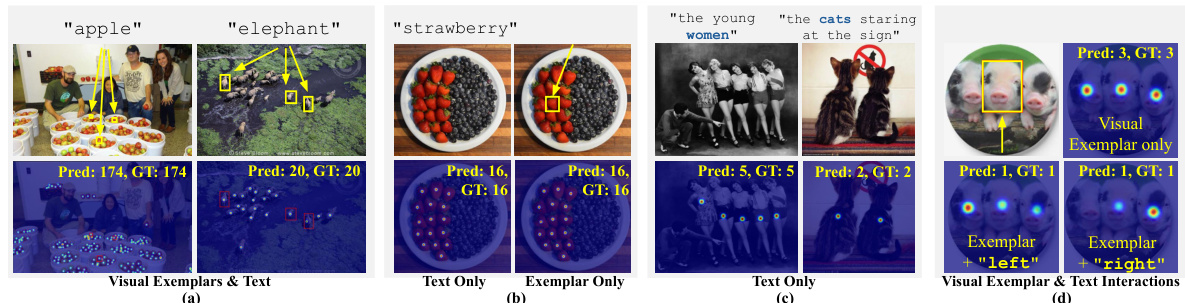 "apple"
"elephant"
Pred: 174, GT: 174
Pred: 20, GT: 20
Visual Exemplars & Text
(a)
"strawberry"
Pred: 16,
GT: 16
Pred: 16,
GT: 16
Text Only
Exemplar Only
(b)
"the young
women"
"the cats staring
at the sign"
Pred: 5, GT: 5
Pred: 2, GT: 2
Text Only
(c)
Pred: 3, GT: 3
Visual
Exemplar only
Pred: 1, GT: 1
Exemplar
+ "left"
Pred: 1, GT: 1
Exemplar
+ "right"
Visual Exemplar & Text Interactions
(d)